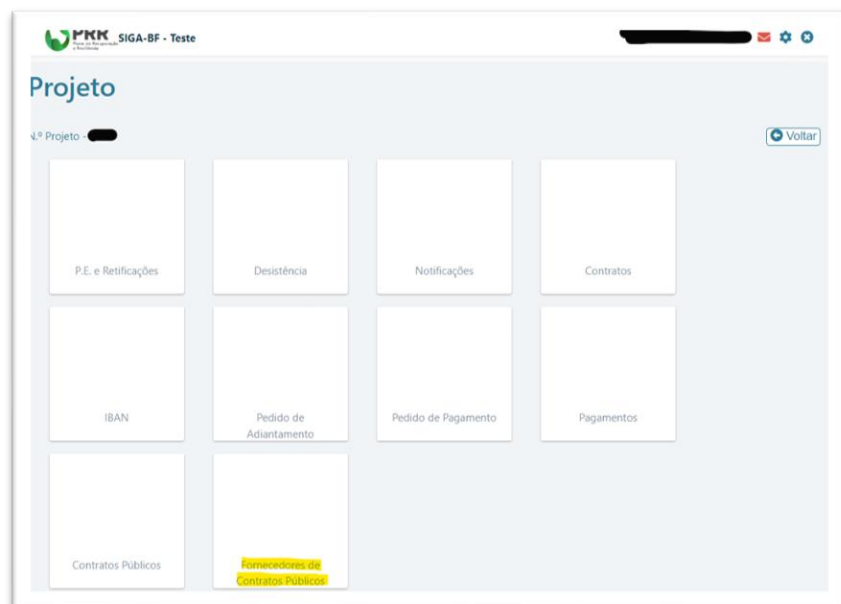 PRR
SIGA-BF - Teste
Projeto
N.º Projeto -
Voltar
P.E. e Retificações
Desistência
Notificações
Contratos
IBAN
Pedido de
Adiantamento
Pedido de Pagamento
Pagamentos
Contratos Públicos
Fornecedores de
Contratos Públicos